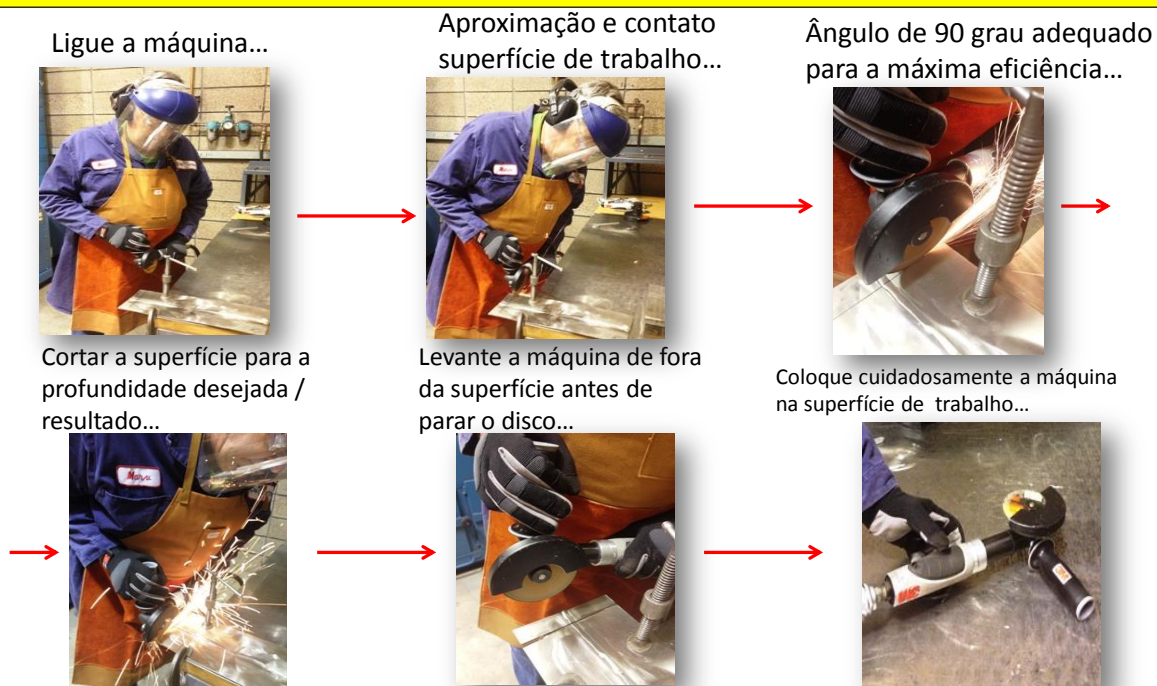 Ligue a máquina…
Aproximação e contato
superfície de trabalho…
Ângulo de 90 grau adequado
para a máxima eficiência…
Cortar a superfície para a
profundidade desejada /
resultado…
Levante a máquina de fora
da superfície antes de
parar o disco…
Coloque cuidadosamente a máquina
na superfície de  trabalho…